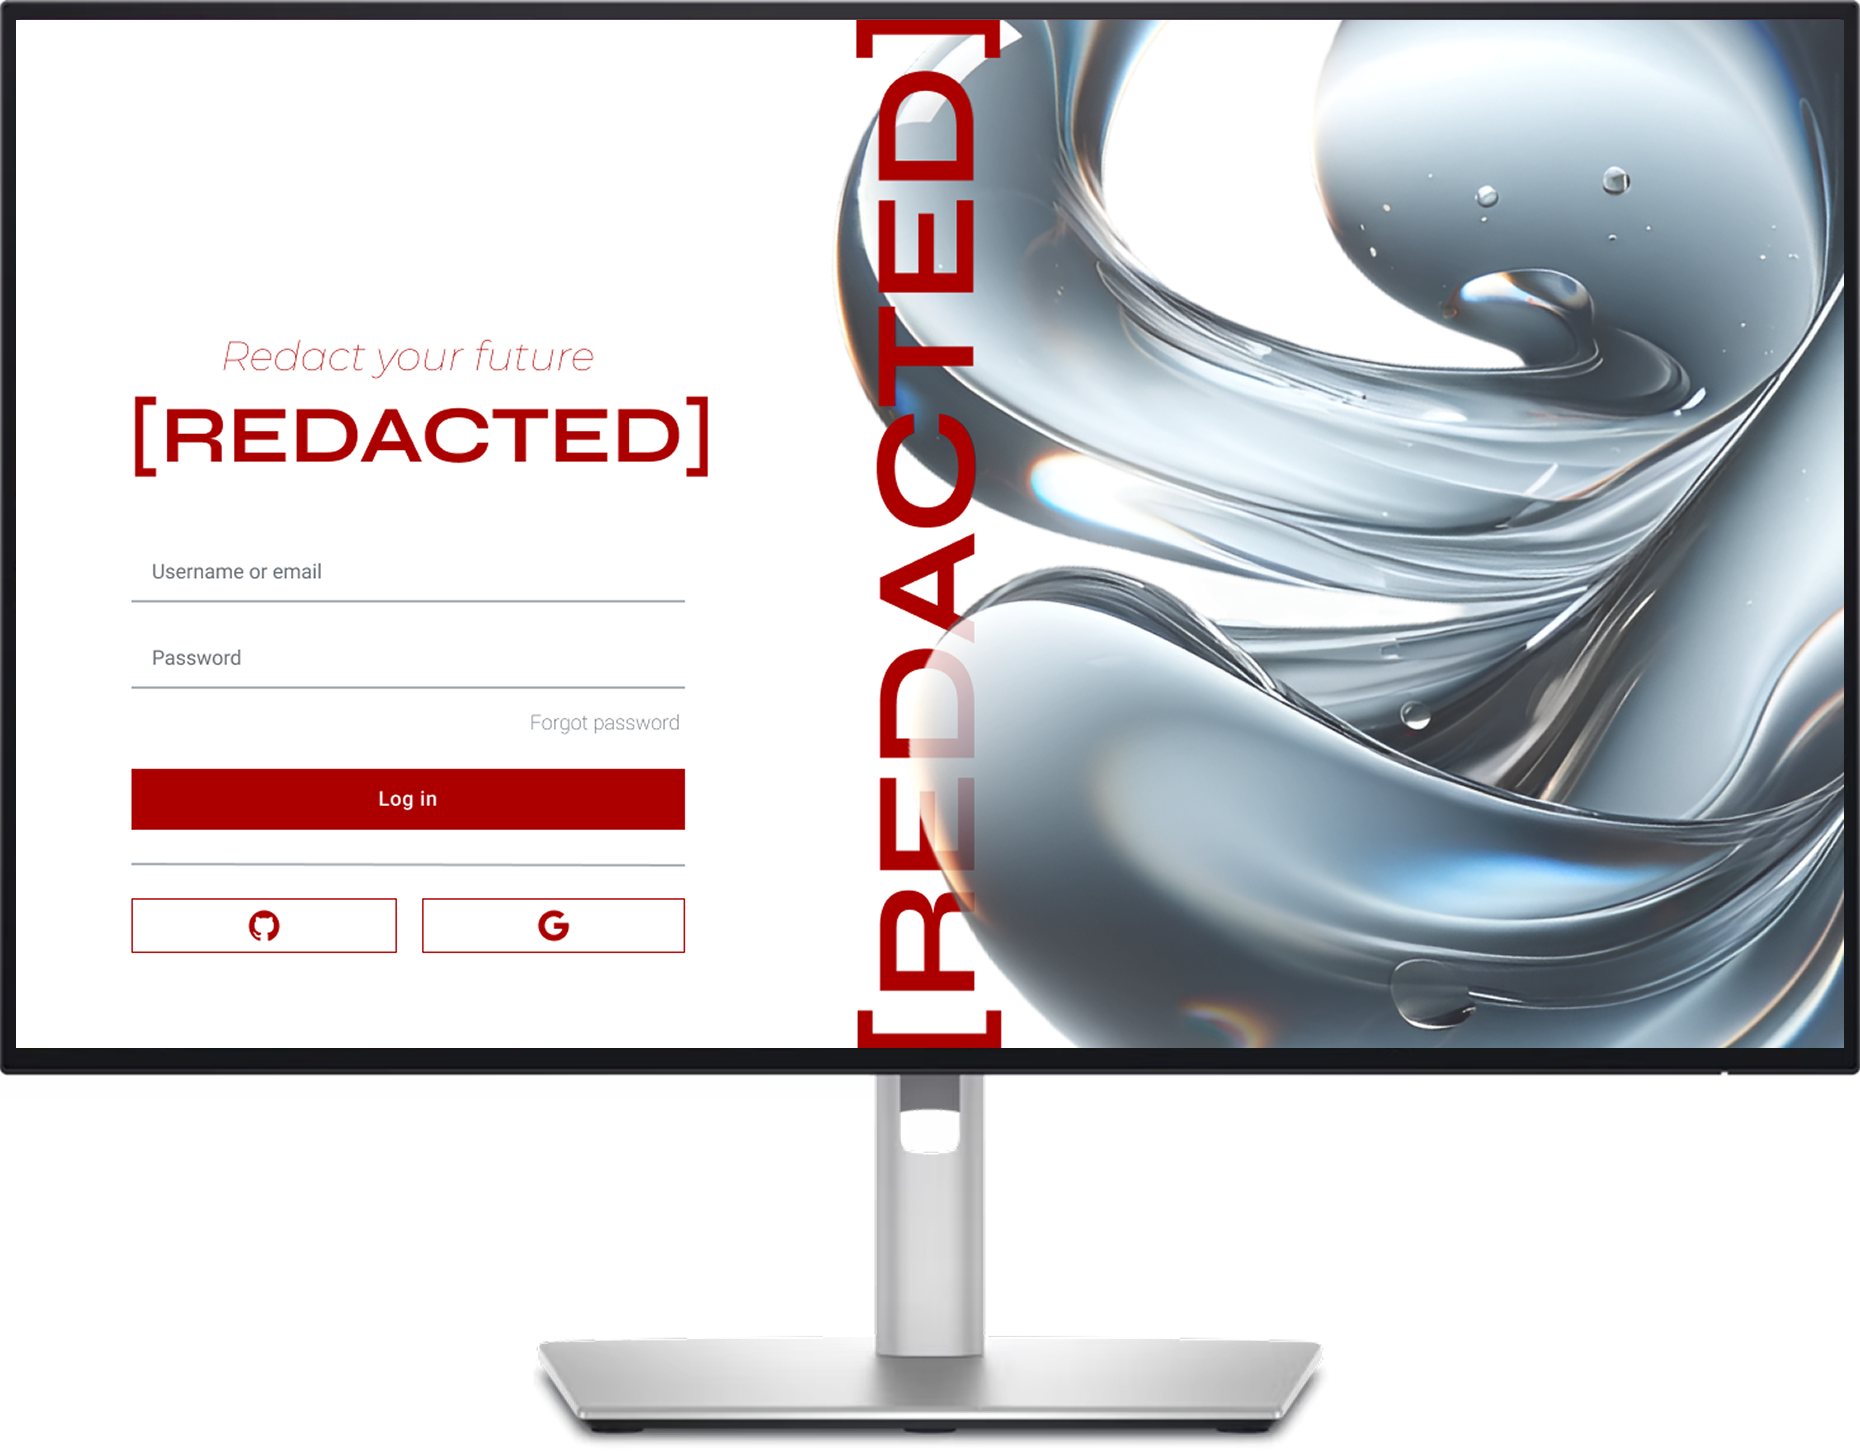 Redact your future
[REDACTED]
Username or email
Password
Forgot password
Log in
[REDACTED]